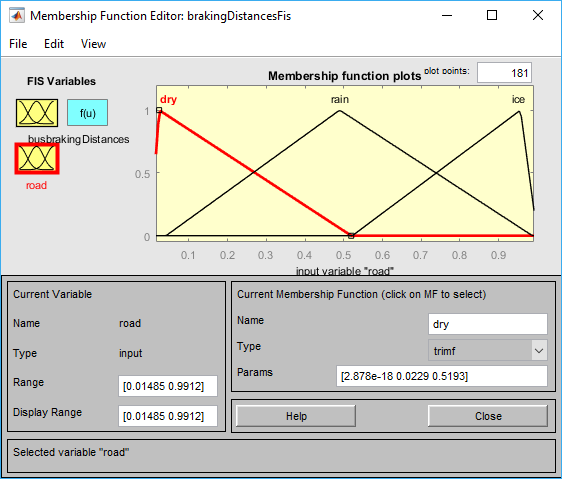 Membership Function Editor: brakingDistancesFis
File Edit View
FIS Variables
f(u)
busbrakingDistances
road
Membership function plots plot points: 181
dry rain ice
1
0.5
0
0.1 0.2 0.3 0.4 0.5 0.6 0.7 0.8 0.9
input variable "road"
Current Variable
Name road
Type input
Range [0.01485 0.9912]
Display Range [0.01485 0.9912]
Current Membership Function (click on MF to select)
Name dry
Type trimf
Params [2.878e-18 0.0229 0.5193]
Help Close
Selected variable "road"